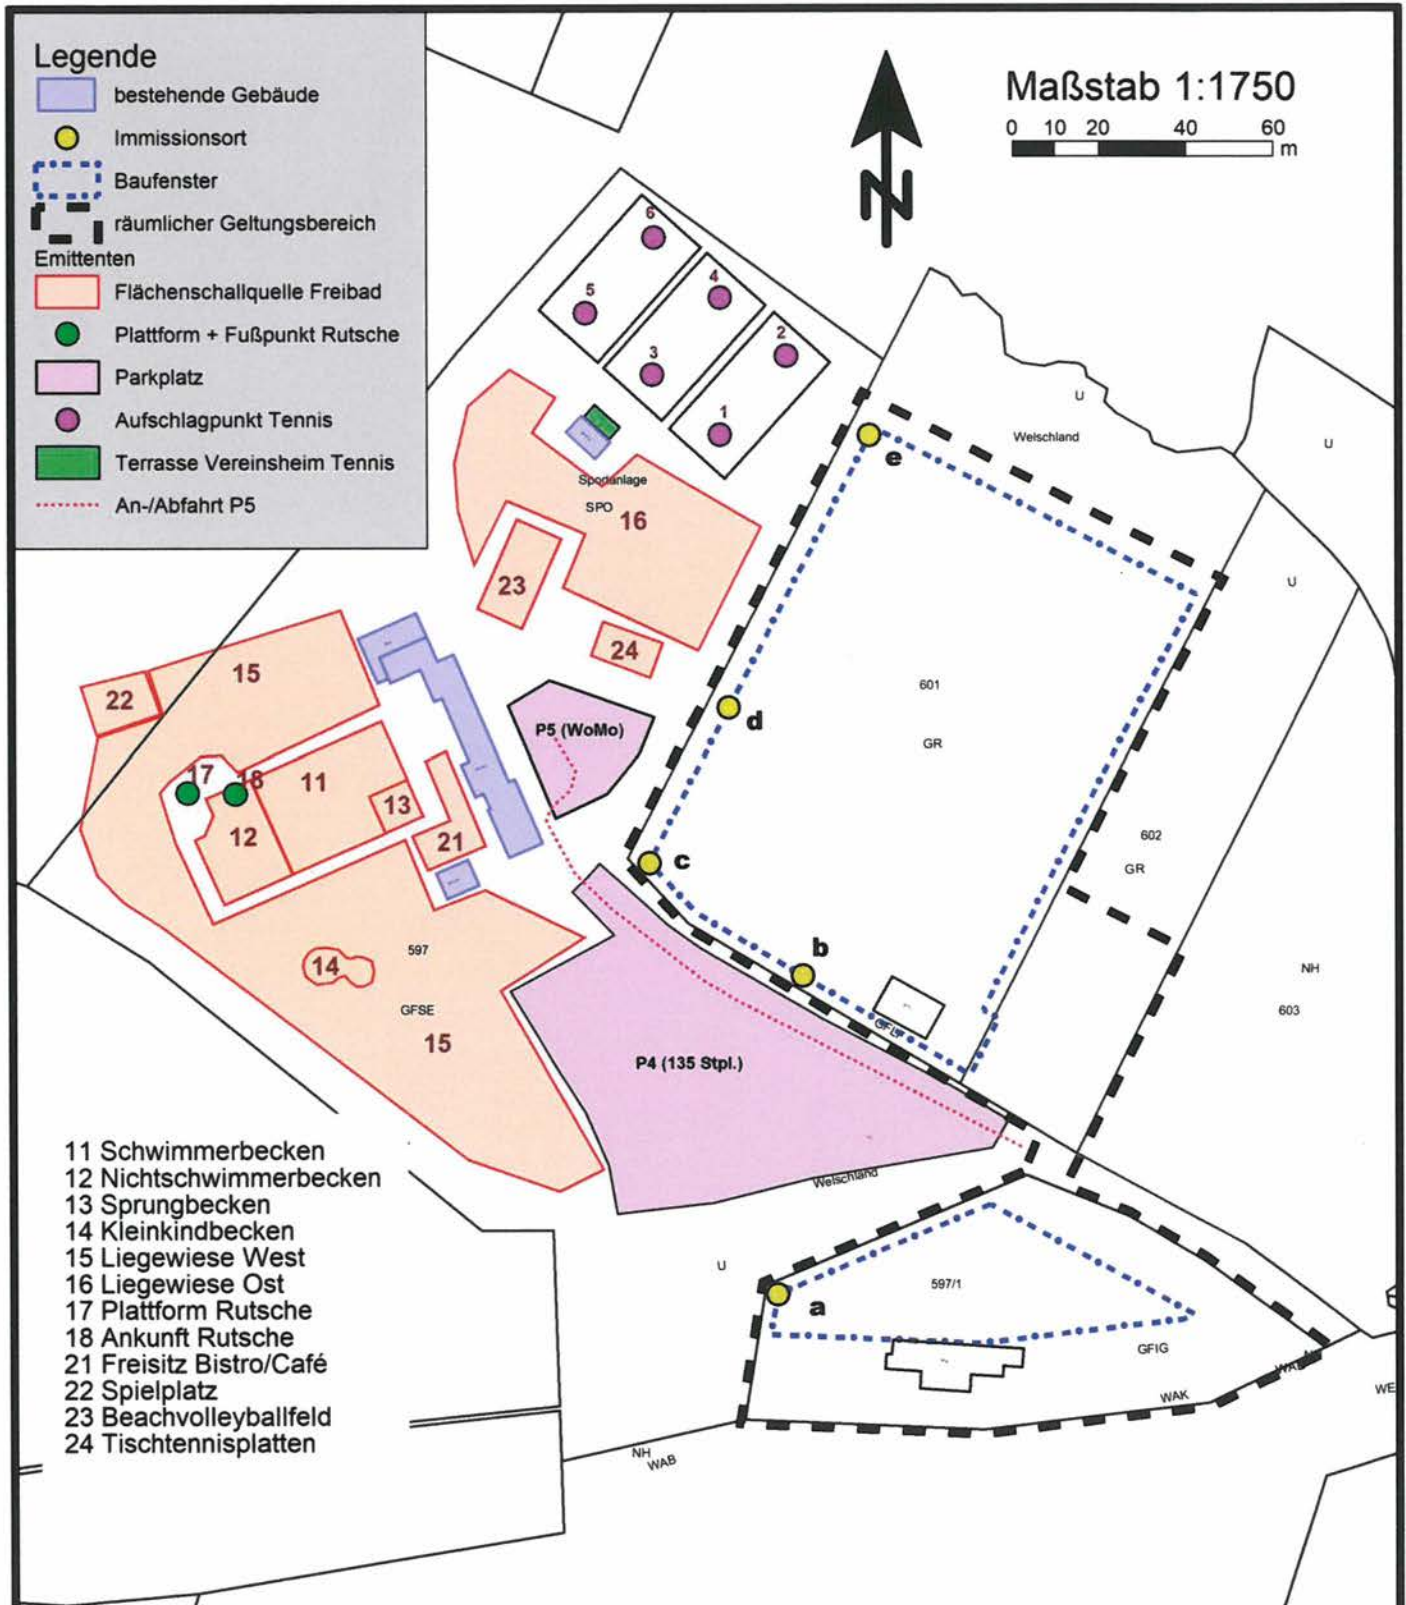 Legende
bestehende Gebäude
Immissionsort
Baufenster
räumlicher Geltungsbereich
Emittenten
Flächenschallquelle Freibad
Plattform + Fußpunkt Rutsche
Parkplatz
Aufschlagpunkt Tennis
Terrasse Vereinsheim Tennis
An-/Abfahrt P5
Maßstab 1:1750
0 10 20 40 60
m
N
6
4
5
2
3
1
U
Welschland
U
e
Sportanlage
SPO
16
23
U
24
15
22
601
d
P5 (WoMo)
GR
17
18
11
13
12
21
602
c
GR
597
b
14
NH
GFSE
603
15
P4 (135 Stpl.)
Welschland
U
597/1
a
GFIG
WAK
WE
NH
WAB
11 Schwimmerbecken
12 Nichtschwimmerbecken
13 Sprungbecken
14 Kleinkindbecken
15 Liegewiese West
16 Liegewiese Ost
17 Plattform Rutsche
18 Ankunft Rutsche
21 Freisitz Bistro/Café
22 Spielplatz
23 Beachvolleyballfeld
24 Tischtennisplatten